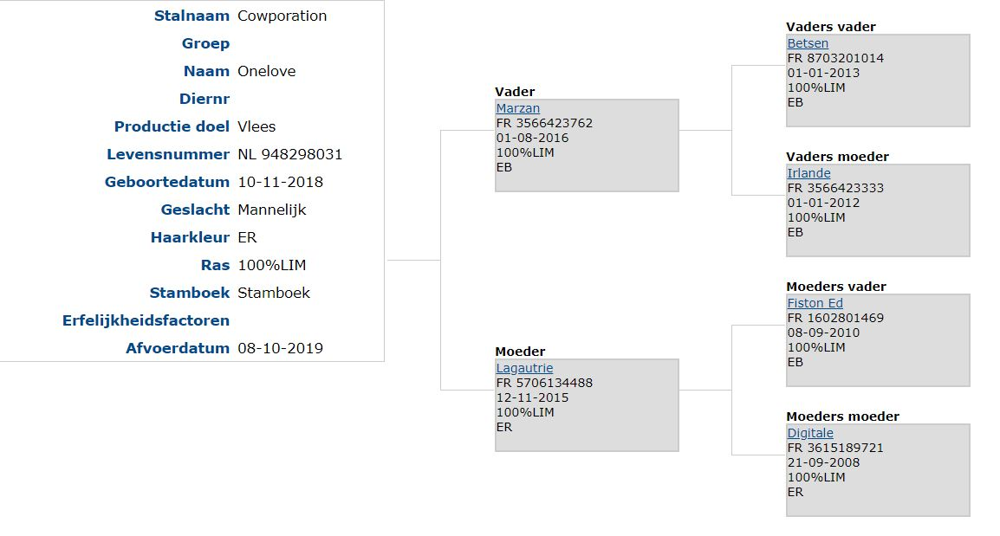 Stalnaam Cowporation
Groep
Naam Onelove
Diernr
Productie doel Vlees
Levensnummer NL 948298031
Geboortedatum 10-11-2018
Geslacht Mannelijk
Haarkleur ER
Ras 100%LIM
Stamboek Stamboek
Erfelijkheidsfactoren
Afvoerdatum 08-10-2019
Vader
Marzan
FR 3566423762
01-08-2016
100%LIM
EB
Moeder
Lagautrie
FR 5706134488
12-11-2015
100%LIM
ER
Vaders vader
Betsen
FR 8703201014
01-01-2013
100%LIM
EB
Vaders moeder
Irlande
FR 3566423333
01-01-2012
100%LIM
EB
Moeders vader
Fiston Ed
FR 1602801469
08-09-2010
100%LIM
EB
Moeders moeder
Digitale
FR 3615189721
21-09-2008
100%LIM
ER